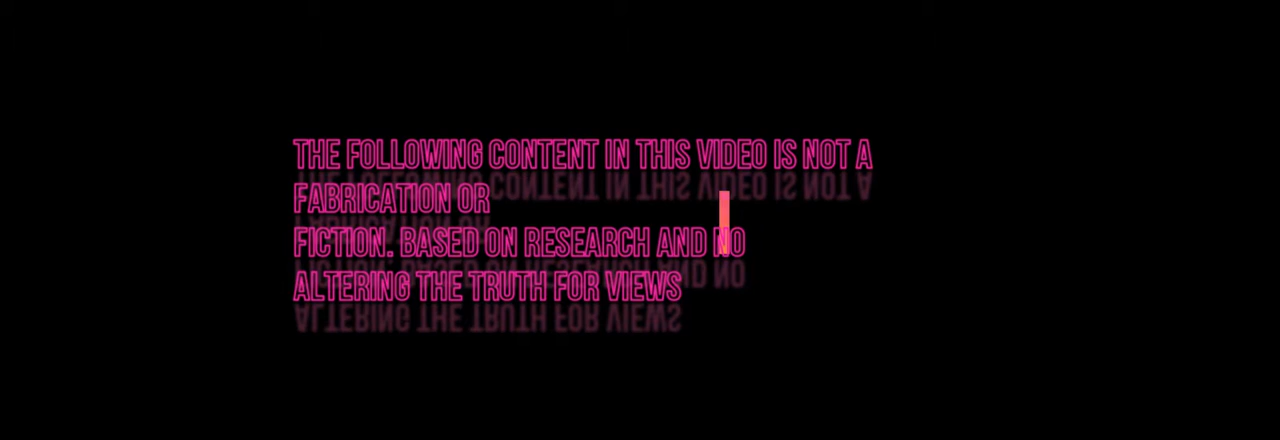 THE FOLLOWING CONTENT IN THIS VIDEO IS NOT A
FABRICATION OR
FICTION. BASED ON RESEARCH AND NO
ALTERING THE TRUTH FOR VIEWS